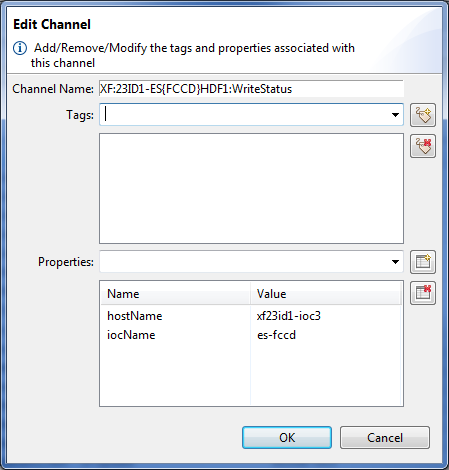 Edit Channel
Add/Remove/Modify the tags and properties associated with
this channel
Channel Name: XF:23ID1-ES{FCCD}HDF1:WriteStatus
Tags:
Properties:
Name Value
hostName xf23id1-ioc3
iocName es-fccd
OK Cancel